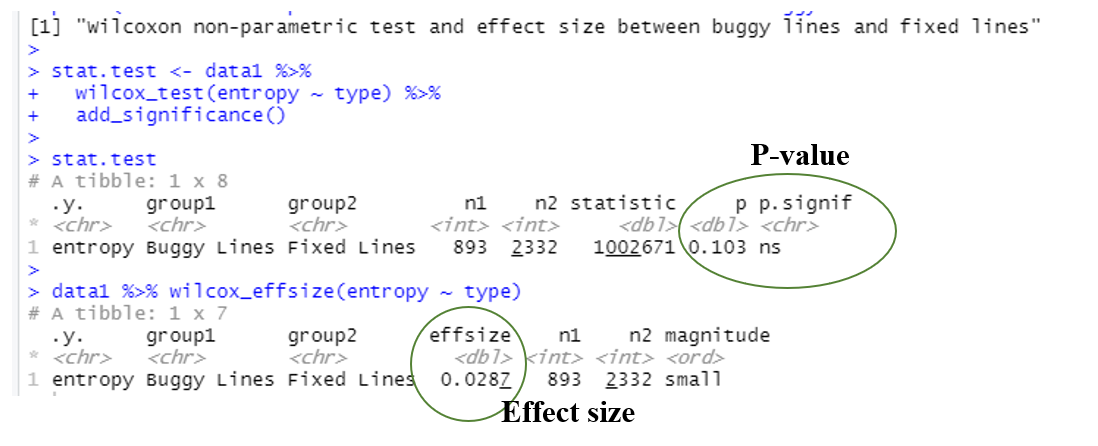 [1] "Wilcoxon non-parametric test and effect size between buggy lines and fixed lines"
>
> stat.test <- data1 %>%
+   wilcox_test(entropy ~ type) %>%
+   add_significance()
>
> stat.test
P-value
# A tibble: 1 x 8
  .y.     group1      group2         n1    n2 statistic     p p.signif
* <chr>   <chr>       <chr>       <int> <int>     <dbl> <dbl> <chr>
1 entropy Buggy Lines Fixed Lines   893  2332   1002671 0.103 ns
>
> data1 %>% wilcox_effsize(entropy ~ type)
# A tibble: 1 x 7
  .y.     group1      group2      effsize    n1    n2 magnitude
* <chr>   <chr>       <chr>         <dbl> <int> <int> <ord>
1 entropy Buggy Lines Fixed Lines  0.0287   893  2332 small
Effect size